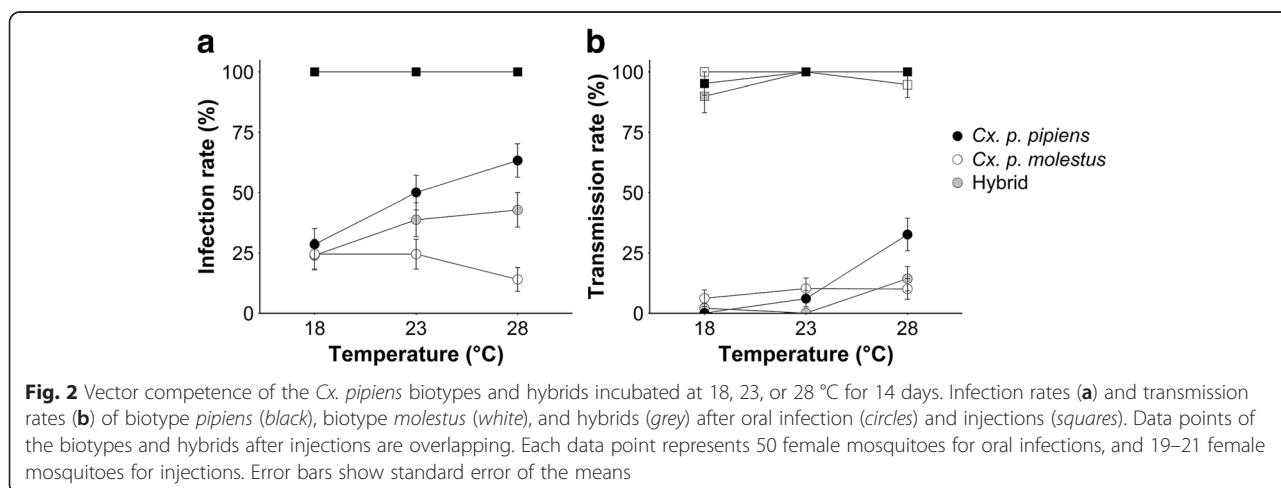 a
b
100
75
50
25
0
Infection rate (%)
18
23
28
Temperature (°C)
100
75
50
25
0
Transmission rate (%)
18
23
28
Temperature (°C)
Cx. p. pipiens
Cx. p. molestus
Hybrid
Fig. 2 Vector competence of the Cx. pipiens biotypes and hybrids incubated at 18, 23, or 28 °C for 14 days. Infection rates (a) and transmission
rates (b) of biotype pipiens (black), biotype molestus (white), and hybrids (grey) after oral infection (circles) and injections (squares). Data points of
the biotypes and hybrids after injections are overlapping. Each data point represents 50 female mosquitoes for oral infections, and 19–21 female
mosquitoes for injections. Error bars show standard error of the means